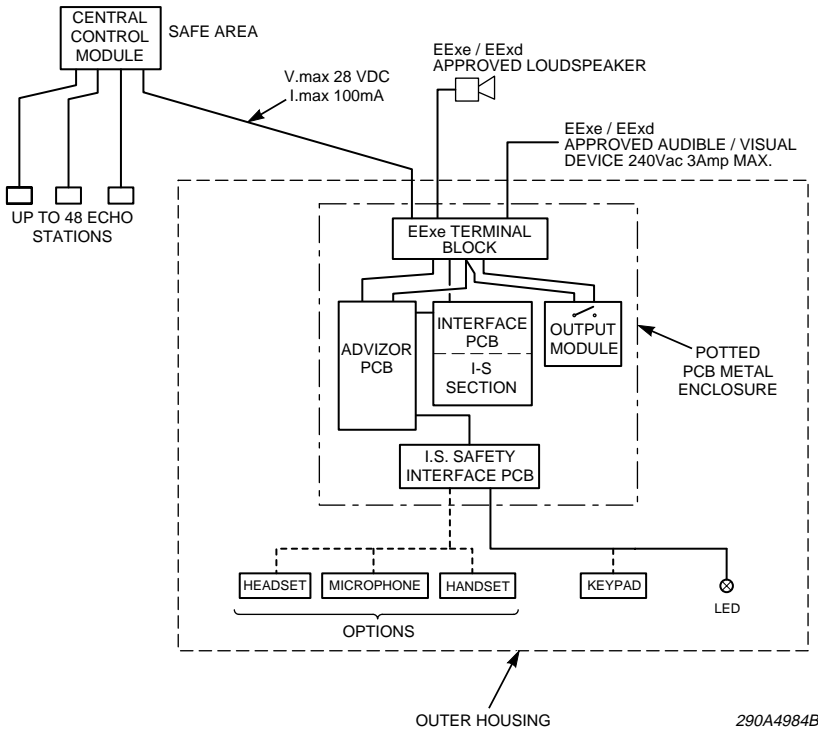 CENTRAL
CONTROL
MODULE
SAFE AREA
V.max 28 VDC
I.max 100mA
EExe / EExd
APPROVED LOUDSPEAKER
EExe / EExd
APPROVED AUDIBLE / VISUAL
DEVICE 240Vac 3Amp MAX.
UP TO 48 ECHO
STATIONS
EExe TERMINAL
BLOCK
ADVIZOR
PCB
INTERFACE
PCB
I-S
SECTION
OUTPUT
MODULE
POTTED
PCB METAL
ENCLOSURE
I.S. SAFETY
INTERFACE PCB
HEADSET
MICROPHONE
HANDSET
KEYPAD
LED
OPTIONS
OUTER HOUSING
290A4984B